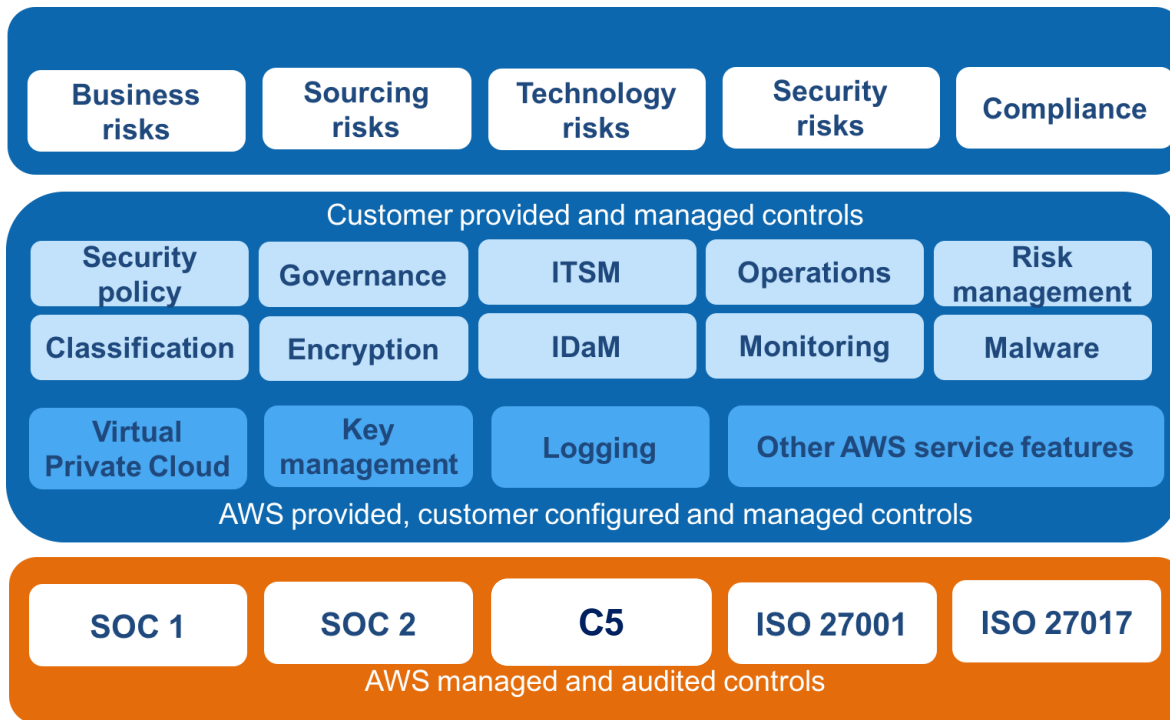 Business
risks
Sourcing
risks
Technology
risks
Security
risks
Compliance
Customer provided and managed controls
Security
policy
Governance
ITSM
Operations
Risk
management
Classification
Encryption
IDaM
Monitoring
Malware
Virtual
Private Cloud
Key
management
Logging
Other AWS service features
AWS provided, customer configured and managed controls
SOC 1
SOC 2
C5
ISO 27001
ISO 27017
AWS managed and audited controls